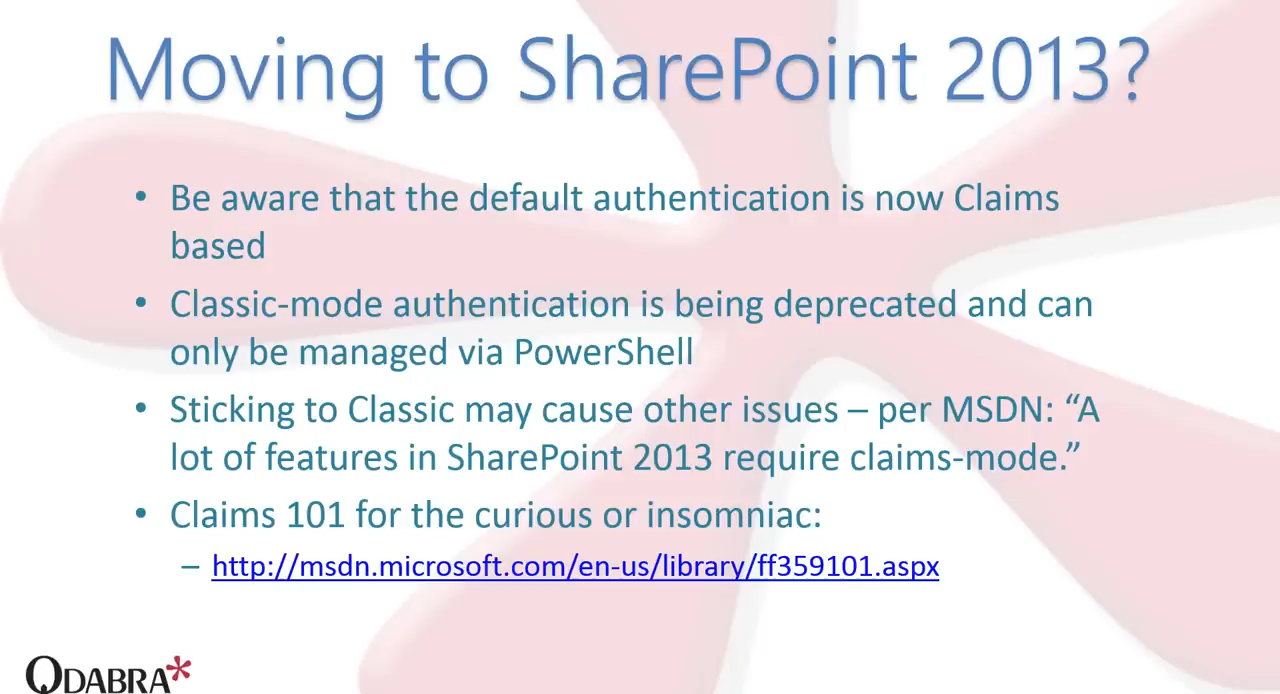 Moving to SharePoint 2013?
• Be aware that the default authentication is now Claims
based
• Classic-mode authentication is being deprecated and can
only be managed via PowerShell
• Sticking to Classic may cause other issues – per MSDN: “A
lot of features in SharePoint 2013 require claims-mode.”
• Claims 101 for the curious or insomniac:
– http://msdn.microsoft.com/en-us/library/ff359101.aspx
QDABRA*